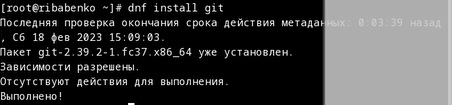 [root@ribabenko ~]# dnf install git
Последняя проверка окончания срока действия метаданных: 0:03:39 назад
, Сб 18 фев 2023 15:09:03.
Пакет git-2.39.2-1.fc37.x86_64 уже установлен.
Зависимости разрешены.
Отсутствуют действия для выполнения.
Выполнено!